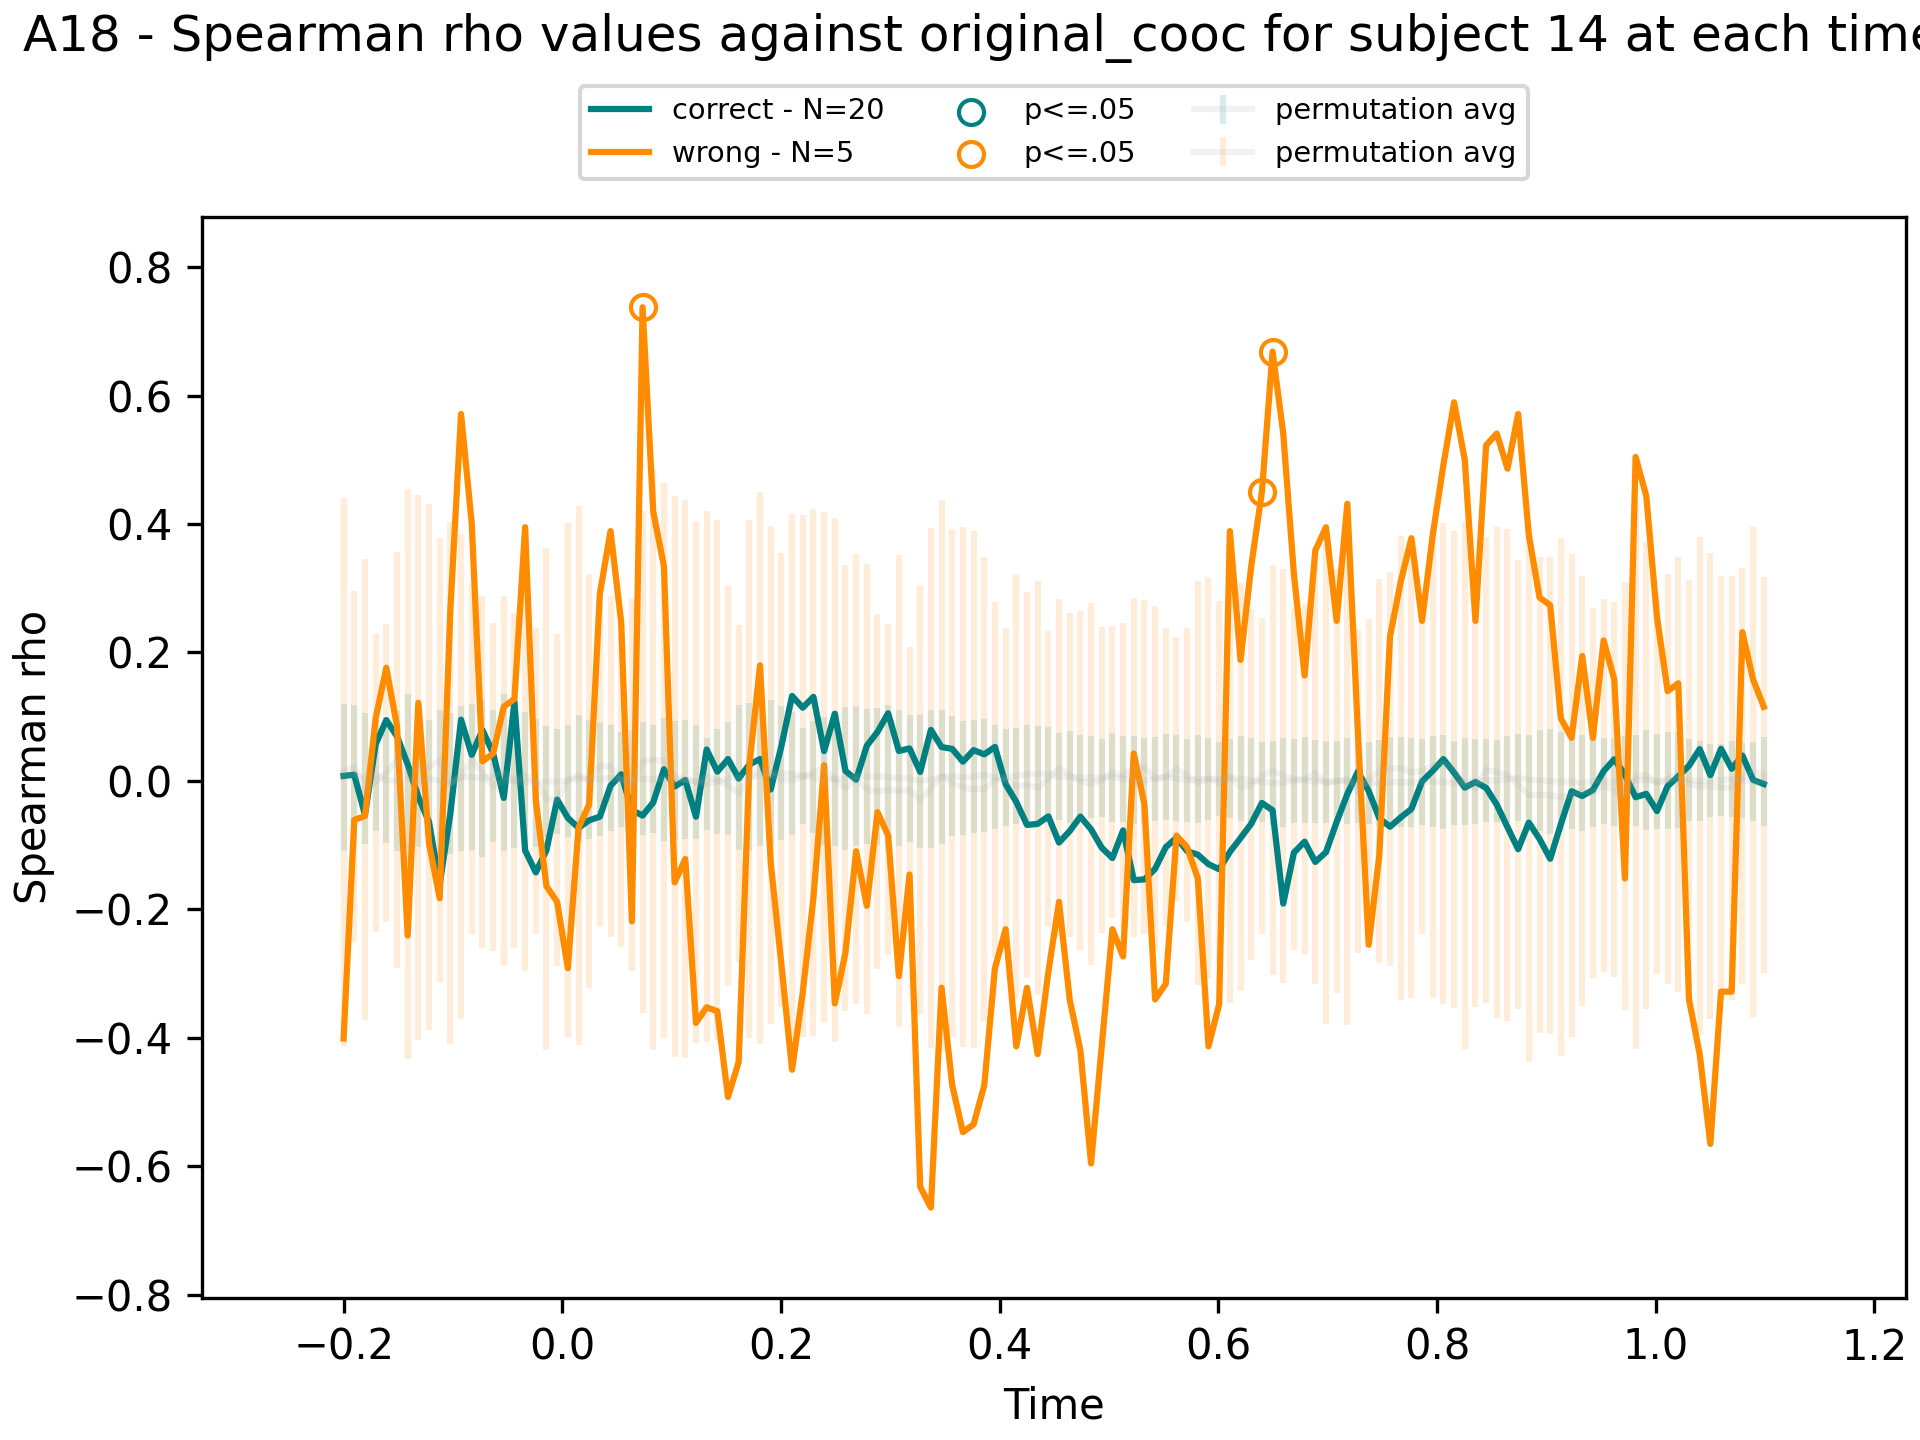 A18 - Spearman rho values against original_cooc for subject 14 at each time
correct - N=20 p<=.05 permutation avg
wrong - N=5 p<=.05 permutation avg
Spearman rho
0.8
0.6
0.4
0.2
0.0
−0.2
−0.4
−0.6
−0.8
−0.2 0.0 0.2 0.4 0.6 0.8 1.0 1.2
Time